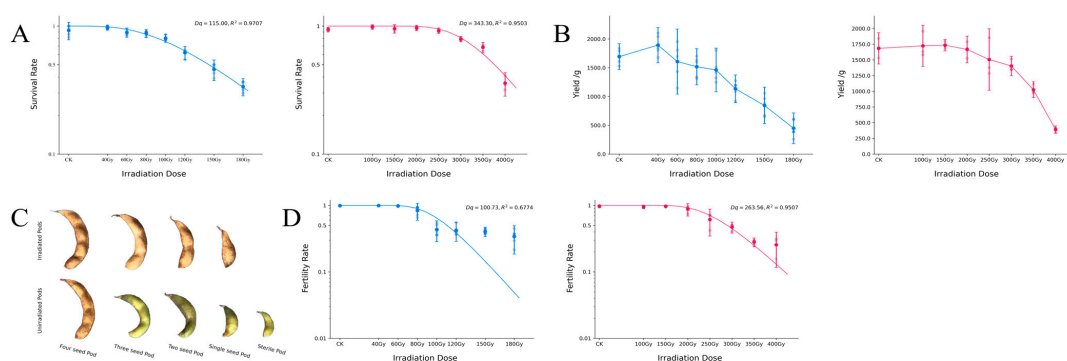 A
Dq = 115.00, R² = 0.9707
Survival Rate
1
0.5
0.1
CK 40Gy 60Gy 80Gy 100Gy 120Gy 150Gy 180Gy
Irradiation Dose
Dq = 343.30, R² = 0.9503
Survival Rate
1
0.5
0.1
CK 100Gy 150Gy 200Gy 250Gy 300Gy 350Gy 400Gy
Irradiation Dose
B
Yield /g
2000.0
1500.0
1000.0
500.0
0.0
CK 40Gy 60Gy 80Gy 100Gy 120Gy 150Gy 180Gy
Irradiation Dose
Yield /g
2000.0
1750.0
1500.0
1250.0
1000.0
750.0
500.0
250.0
0.0
CK 100Gy 150Gy 200Gy 250Gy 300Gy 350Gy 400Gy
Irradiation Dose
C
Irradiated Pods
Unirradiated Pods
Four seed Pod
Three seed Pod
Two seed Pod
Single seed Pod
Sterile Pod
D
Dq = 100.73, R² = 0.6774
Fertility Rate
1
0.5
0.1
0.01
CK 40Gy 60Gy 80Gy 100Gy 120Gy 150Gy 180Gy
Irradiation Dose
Dq = 263.56, R² = 0.9507
Fertility Rate
1
0.5
0.1
0.01
CK 100Gy 150Gy 200Gy 250Gy 300Gy 350Gy 400Gy
Irradiation Dose